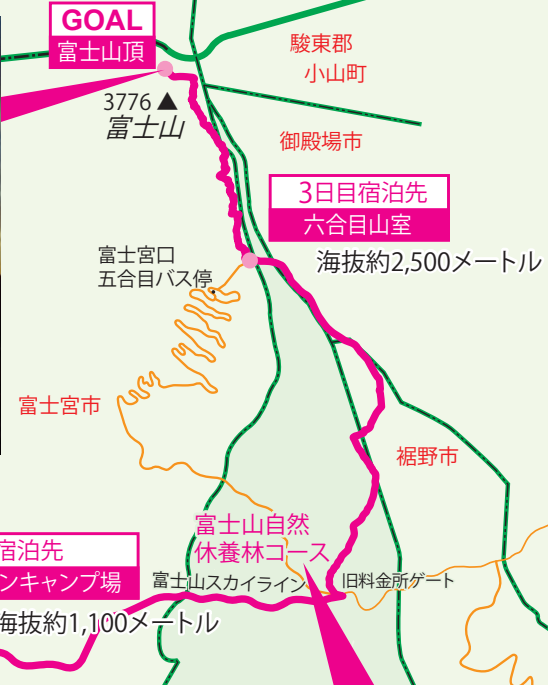 GOAL
富士山頂
駿東郡
小山町
3776 ▲
富士山
御殿場市
3日目宿泊先
六合目山室
海抜約2,500メートル
富士宮口
五合目バス停
富士宮市
裾野市
富士山自然
休養林コース
宿泊先
ンキャンプ場
富士山スカイライン
旧料金所ゲート
海抜約1,100メートル